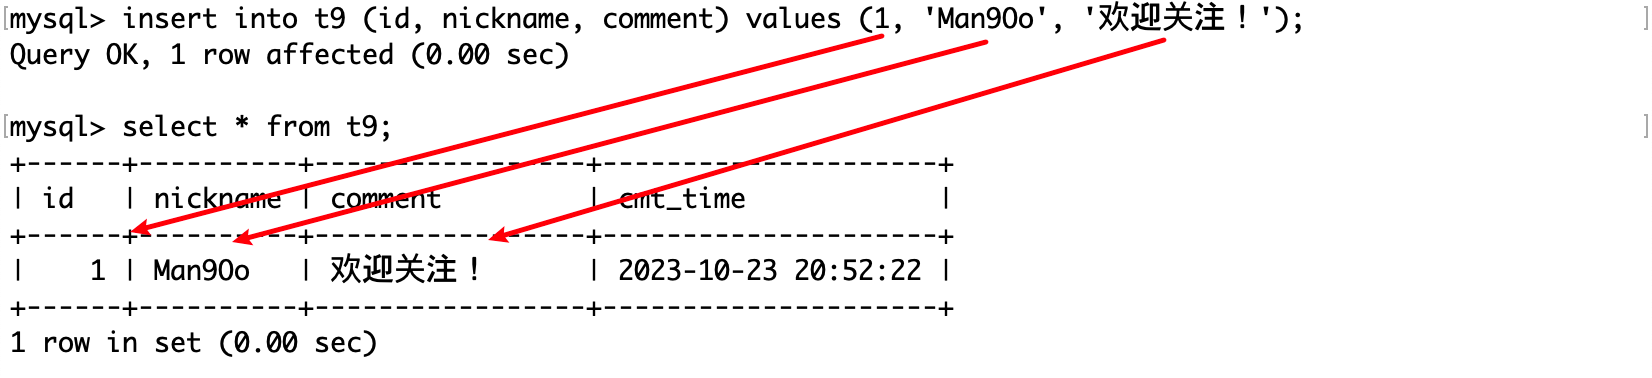 mysql> insert into t9 (id, nickname, comment) values (1, 'Man9Oo', '欢迎关注！');
Query OK, 1 row affected (0.00 sec)
mysql> select * from t9;
+------+----------+-----------------+---------------------+
| id   | nickname | comment         | cmt_time            |
+------+----------+-----------------+---------------------+
|    1 | Man9Oo   | 欢迎关注！      | 2023-10-23 20:52:22 |
+------+----------+-----------------+---------------------+
1 row in set (0.00 sec)